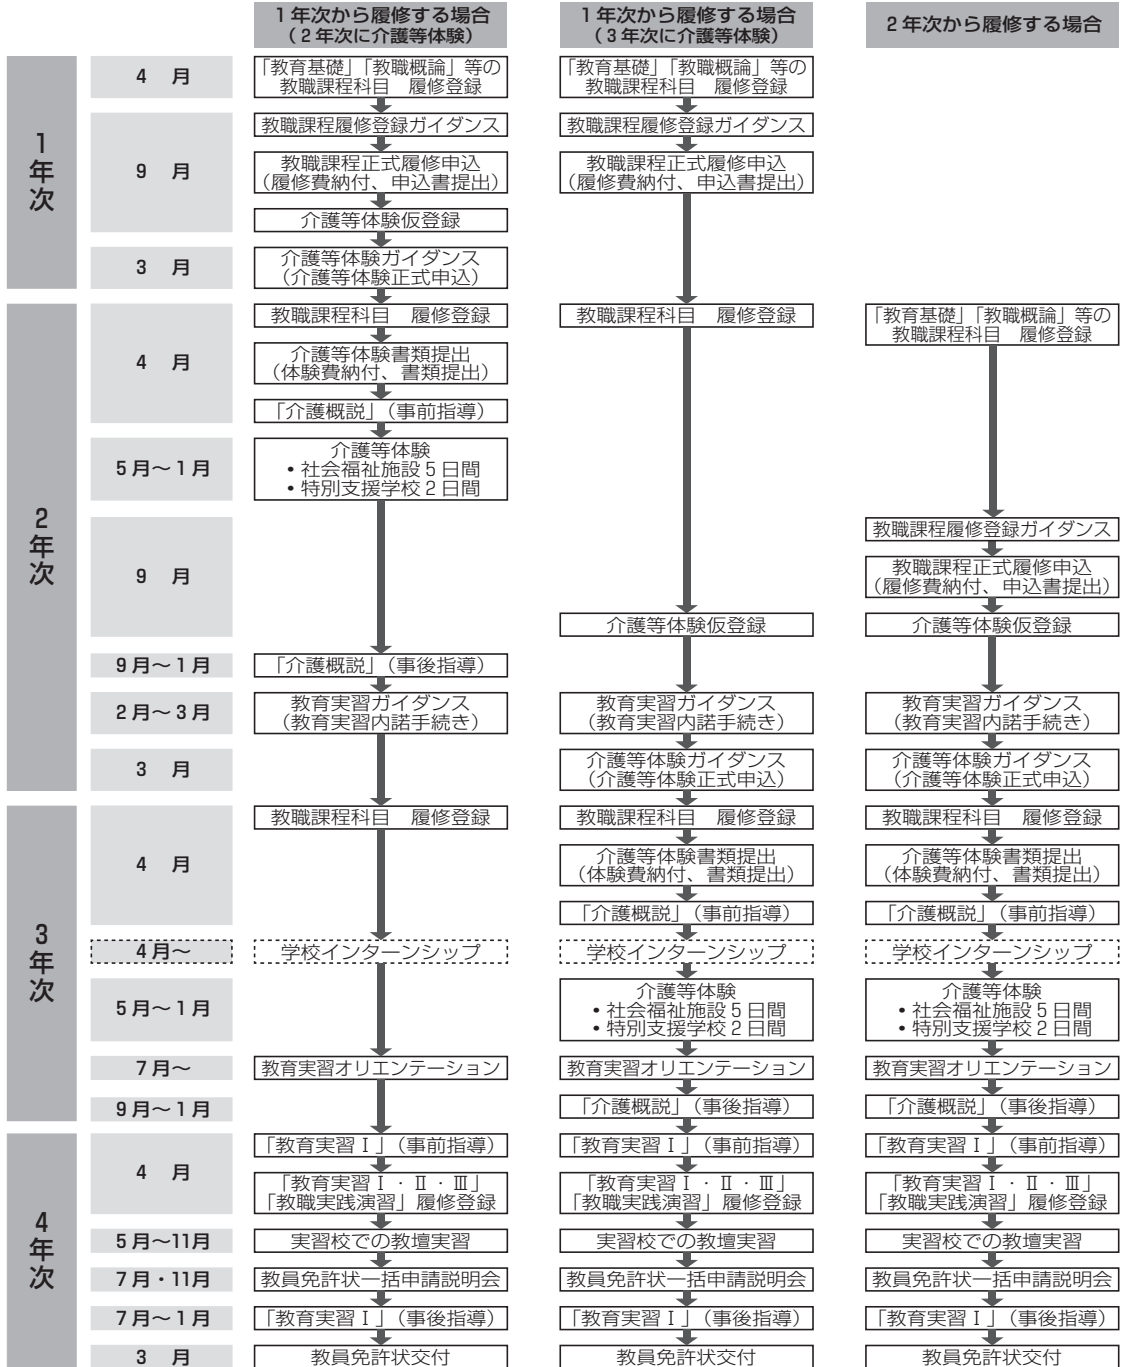 1年次から履修する場合
(2年次に介護等体験)
1年次から履修する場合
(3年次に介護等体験)
2年次から履修する場合
1年次
4 月
「教育基礎」「教職概論」等の
教職課程科目 履修登録
「教育基礎」「教職概論」等の
教職課程科目 履修登録
9 月
教職課程履修登録ガイダンス
教職課程履修登録ガイダンス
教職課程正式履修申込
(履修費納付、申込書提出)
教職課程正式履修申込
(履修費納付、申込書提出)
介護等体験仮登録
3 月
介護等体験ガイダンス
(介護等体験正式申込)
2年次
4 月
教職課程科目 履修登録
教職課程科目 履修登録
「教育基礎」「教職概論」等の
教職課程科目 履修登録
介護等体験書類提出
(体験費納付、書類提出)
「介護概説」(事前指導)
5月〜1月
介護等体験
•社会福祉施設5日間
•特別支援学校2日間
9 月
教職課程履修登録ガイダンス
教職課程正式履修申込
(履修費納付、申込書提出)
介護等体験仮登録
介護等体験仮登録
9月〜1月
「介護概説」(事後指導)
2月〜3月
教育実習ガイダンス
(教育実習内諾手続き)
教育実習ガイダンス
(教育実習内諾手続き)
教育実習ガイダンス
(教育実習内諾手続き)
3 月
介護等体験ガイダンス
(介護等体験正式申込)
介護等体験ガイダンス
(介護等体験正式申込)
3年次
4 月
教職課程科目 履修登録
教職課程科目 履修登録
教職課程科目 履修登録
介護等体験書類提出
(体験費納付、書類提出)
介護等体験書類提出
(体験費納付、書類提出)
「介護概説」(事前指導)
「介護概説」(事前指導)
4月〜
学校インターンシップ
学校インターンシップ
学校インターンシップ
5月〜1月
介護等体験
•社会福祉施設5日間
•特別支援学校2日間
介護等体験
•社会福祉施設5日間
•特別支援学校2日間
7月〜
教育実習オリエンテーション
教育実習オリエンテーション
教育実習オリエンテーション
9月〜1月
「介護概説」(事後指導)
「介護概説」(事後指導)
4年次
4 月
「教育実習Ⅰ」(事前指導)
「教育実習Ⅰ」(事前指導)
「教育実習Ⅰ」(事前指導)
「教育実習Ⅰ・Ⅱ・Ⅲ」
「教職実践演習」履修登録
「教育実習Ⅰ・Ⅱ・Ⅲ」
「教職実践演習」履修登録
「教育実習Ⅰ・Ⅱ・Ⅲ」
「教職実践演習」履修登録
5月〜11月
実習校での教壇実習
実習校での教壇実習
実習校での教壇実習
7月・11月
教員免許状一括申請説明会
教員免許状一括申請説明会
教員免許状一括申請説明会
7月〜1月
「教育実習Ⅰ」(事後指導)
「教育実習Ⅰ」(事後指導)
「教育実習Ⅰ」(事後指導)
3 月
教員免許状交付
教員免許状交付
教員免許状交付